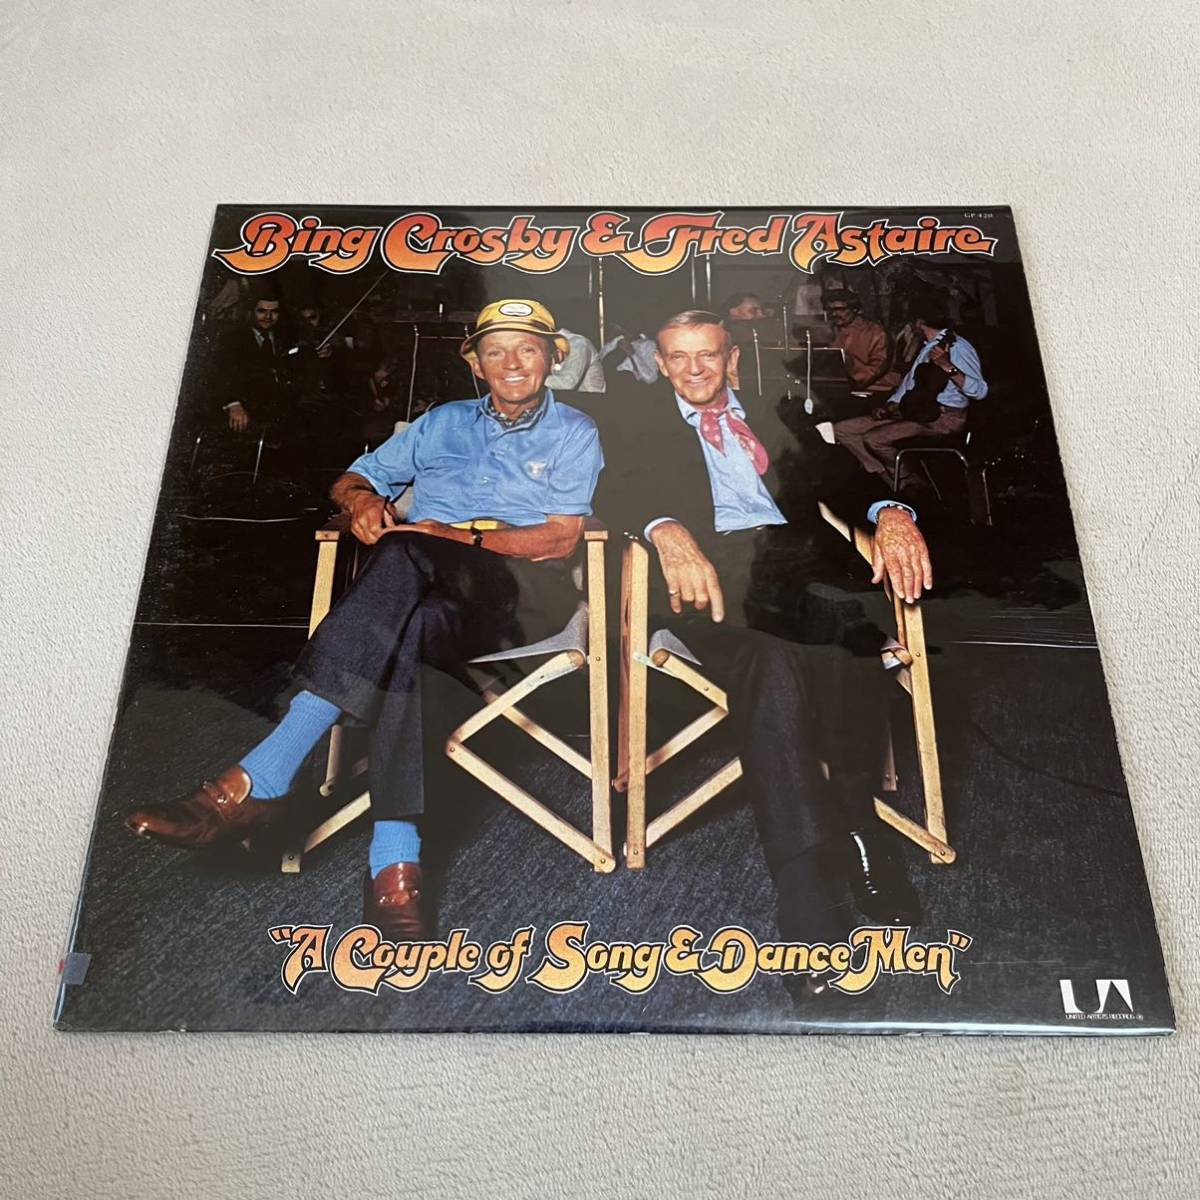 Bing Crosby & Fred Astaire
GP 420
"A Couple of Song & Dance Men"
UA
UNITED ARTISTS RECORDS